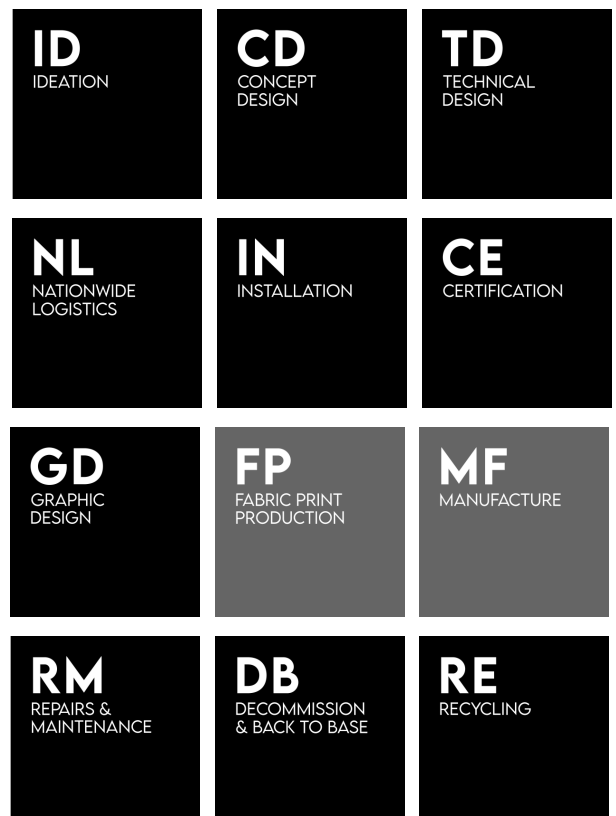 ID
IDEATION
CD
CONCEPT
DESIGN
TD
TECHNICAL
DESIGN
NL
NATIONWIDE
LOGISTICS
IN
INSTALLATION
CE
CERTIFICATION
GD
GRAPHIC
DESIGN
FP
FABRIC PRINT
PRODUCTION
MF
MANUFACTURE
RM
REPAIRS &
MAINTENANCE
DB
DECOMMISSION
& BACK TO BASE
RE
RECYCLING